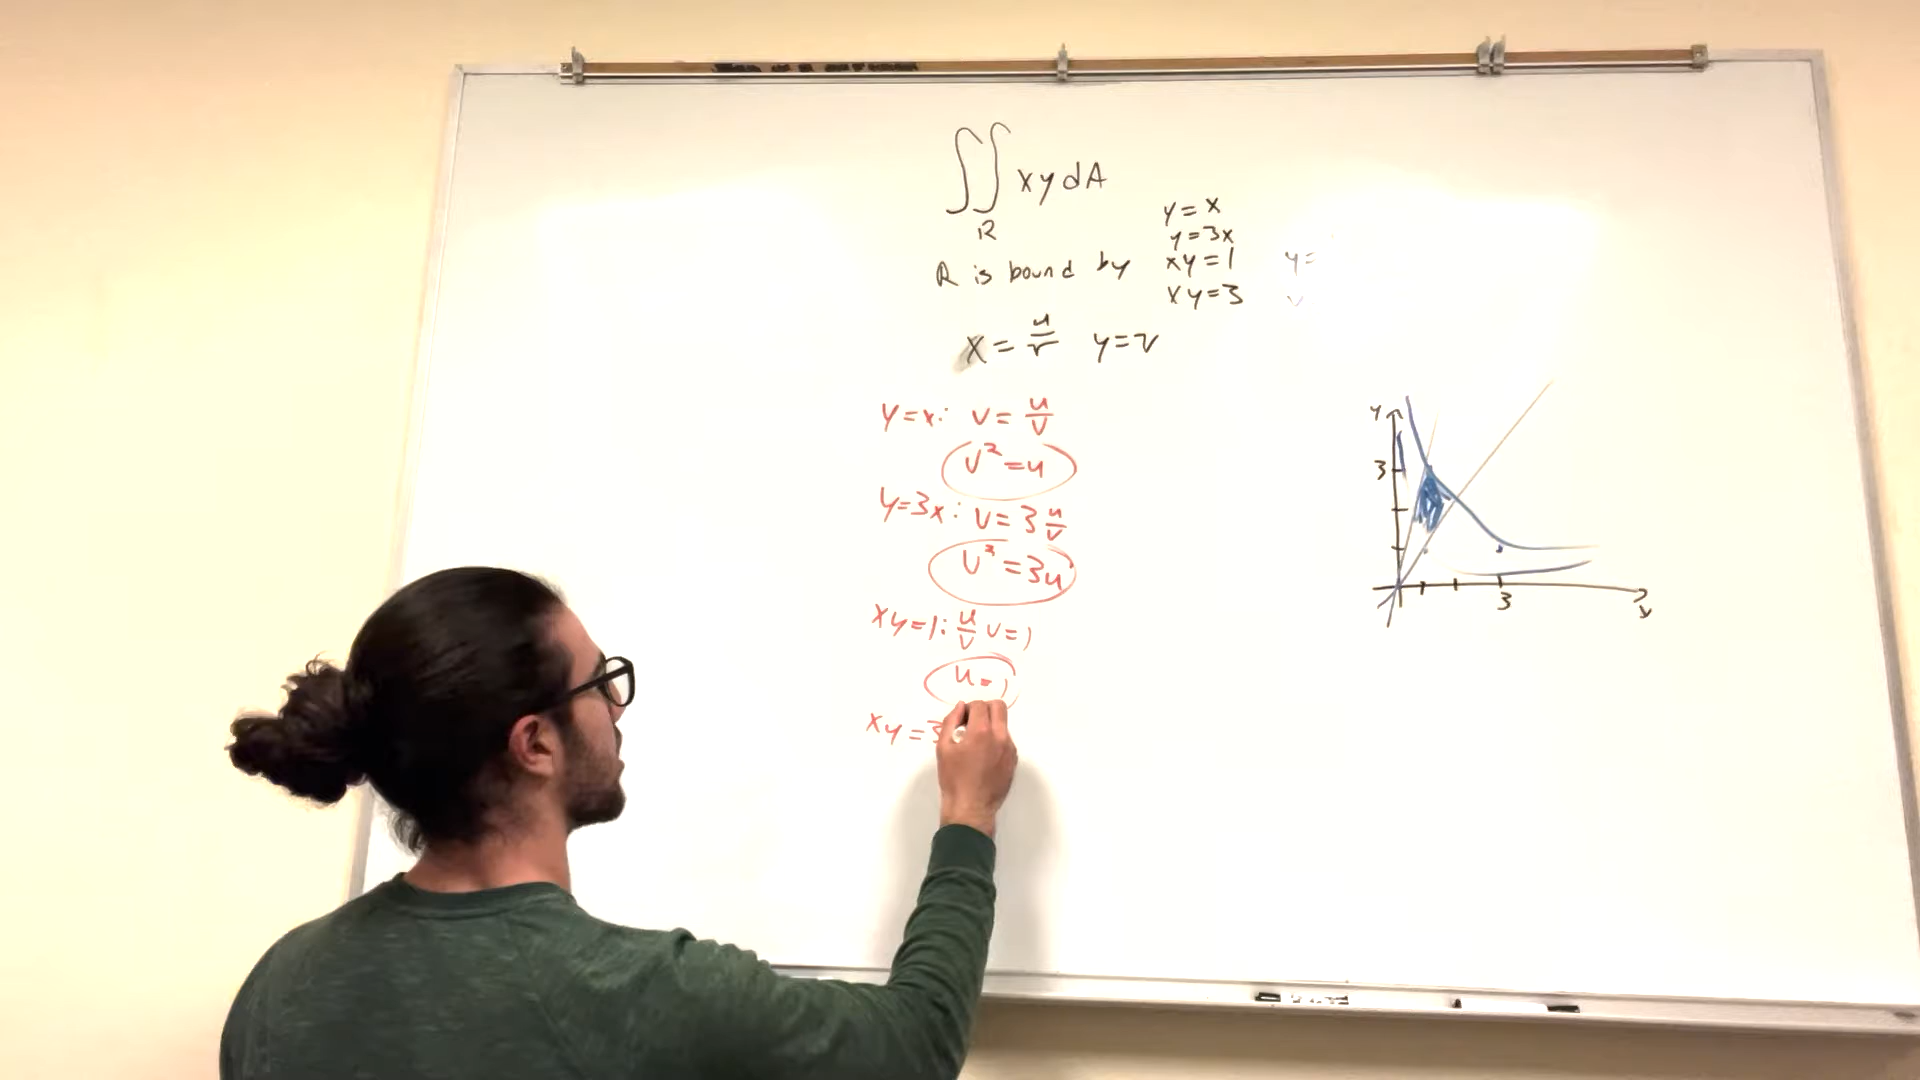 ∬ xy dA
R
y = x
y = 3x
R is bound by xy = 1 y =
xy = 3
x = u/v y = v
y = x: v = u/v
v² = u
y = 3x: v = 3 u/v
v² = 3u
xy = 1: u/v v = 1
u = 1
xy = 3
y
3
3
x